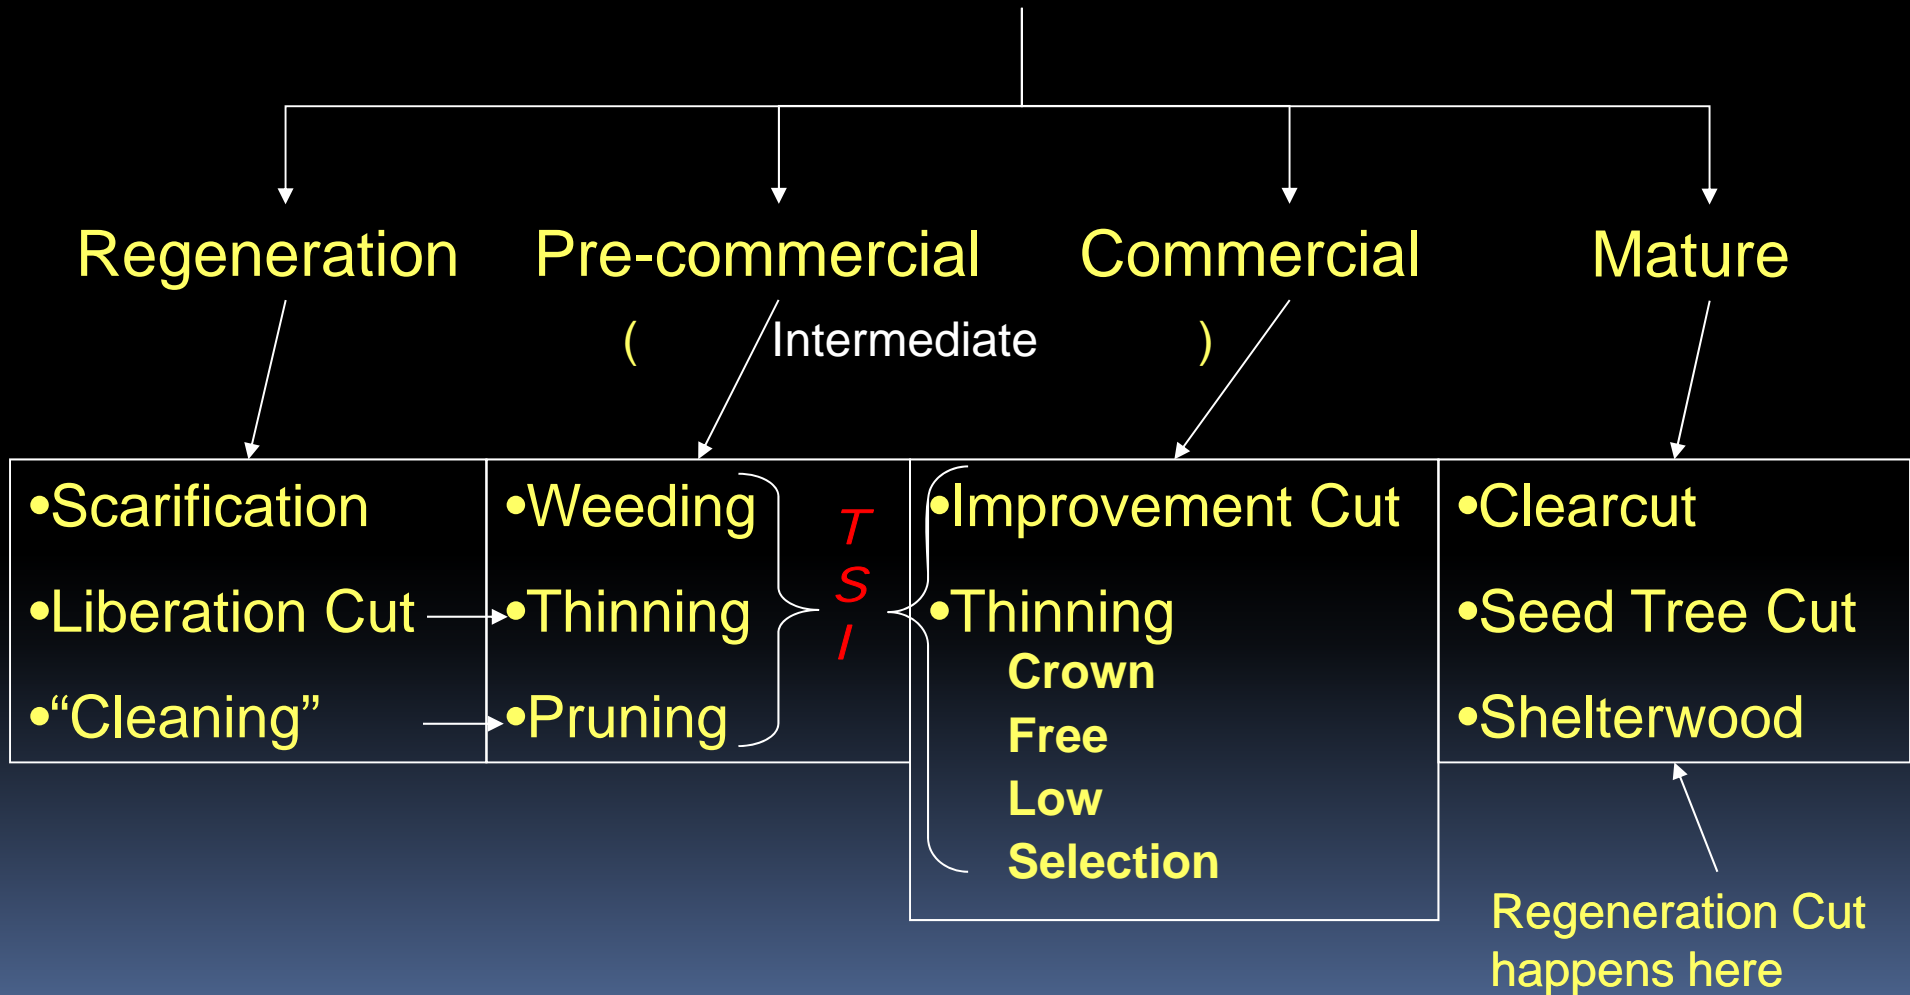 Regeneration Pre-commercial Commercial Mature
( Intermediate )
•Scarification
•Liberation Cut
•“Cleaning”
•Weeding
•Thinning
•Pruning
T
S
I
•Improvement Cut
•Thinning
Crown
Free
Low
Selection
•Clearcut
•Seed Tree Cut
•Shelterwood
Regeneration Cut
happens here